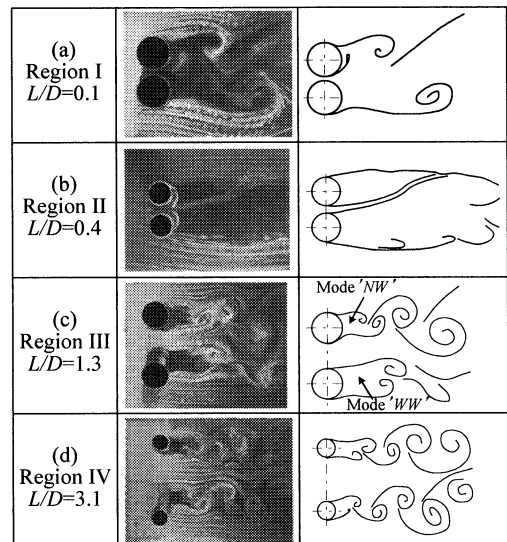 (a)
Region I
L/D=0.1
(b)
Region II
L/D=0.4
(c)
Region III
L/D=1.3
Mode 'NW'
Mode 'WW'
(d)
Region IV
L/D=3.1